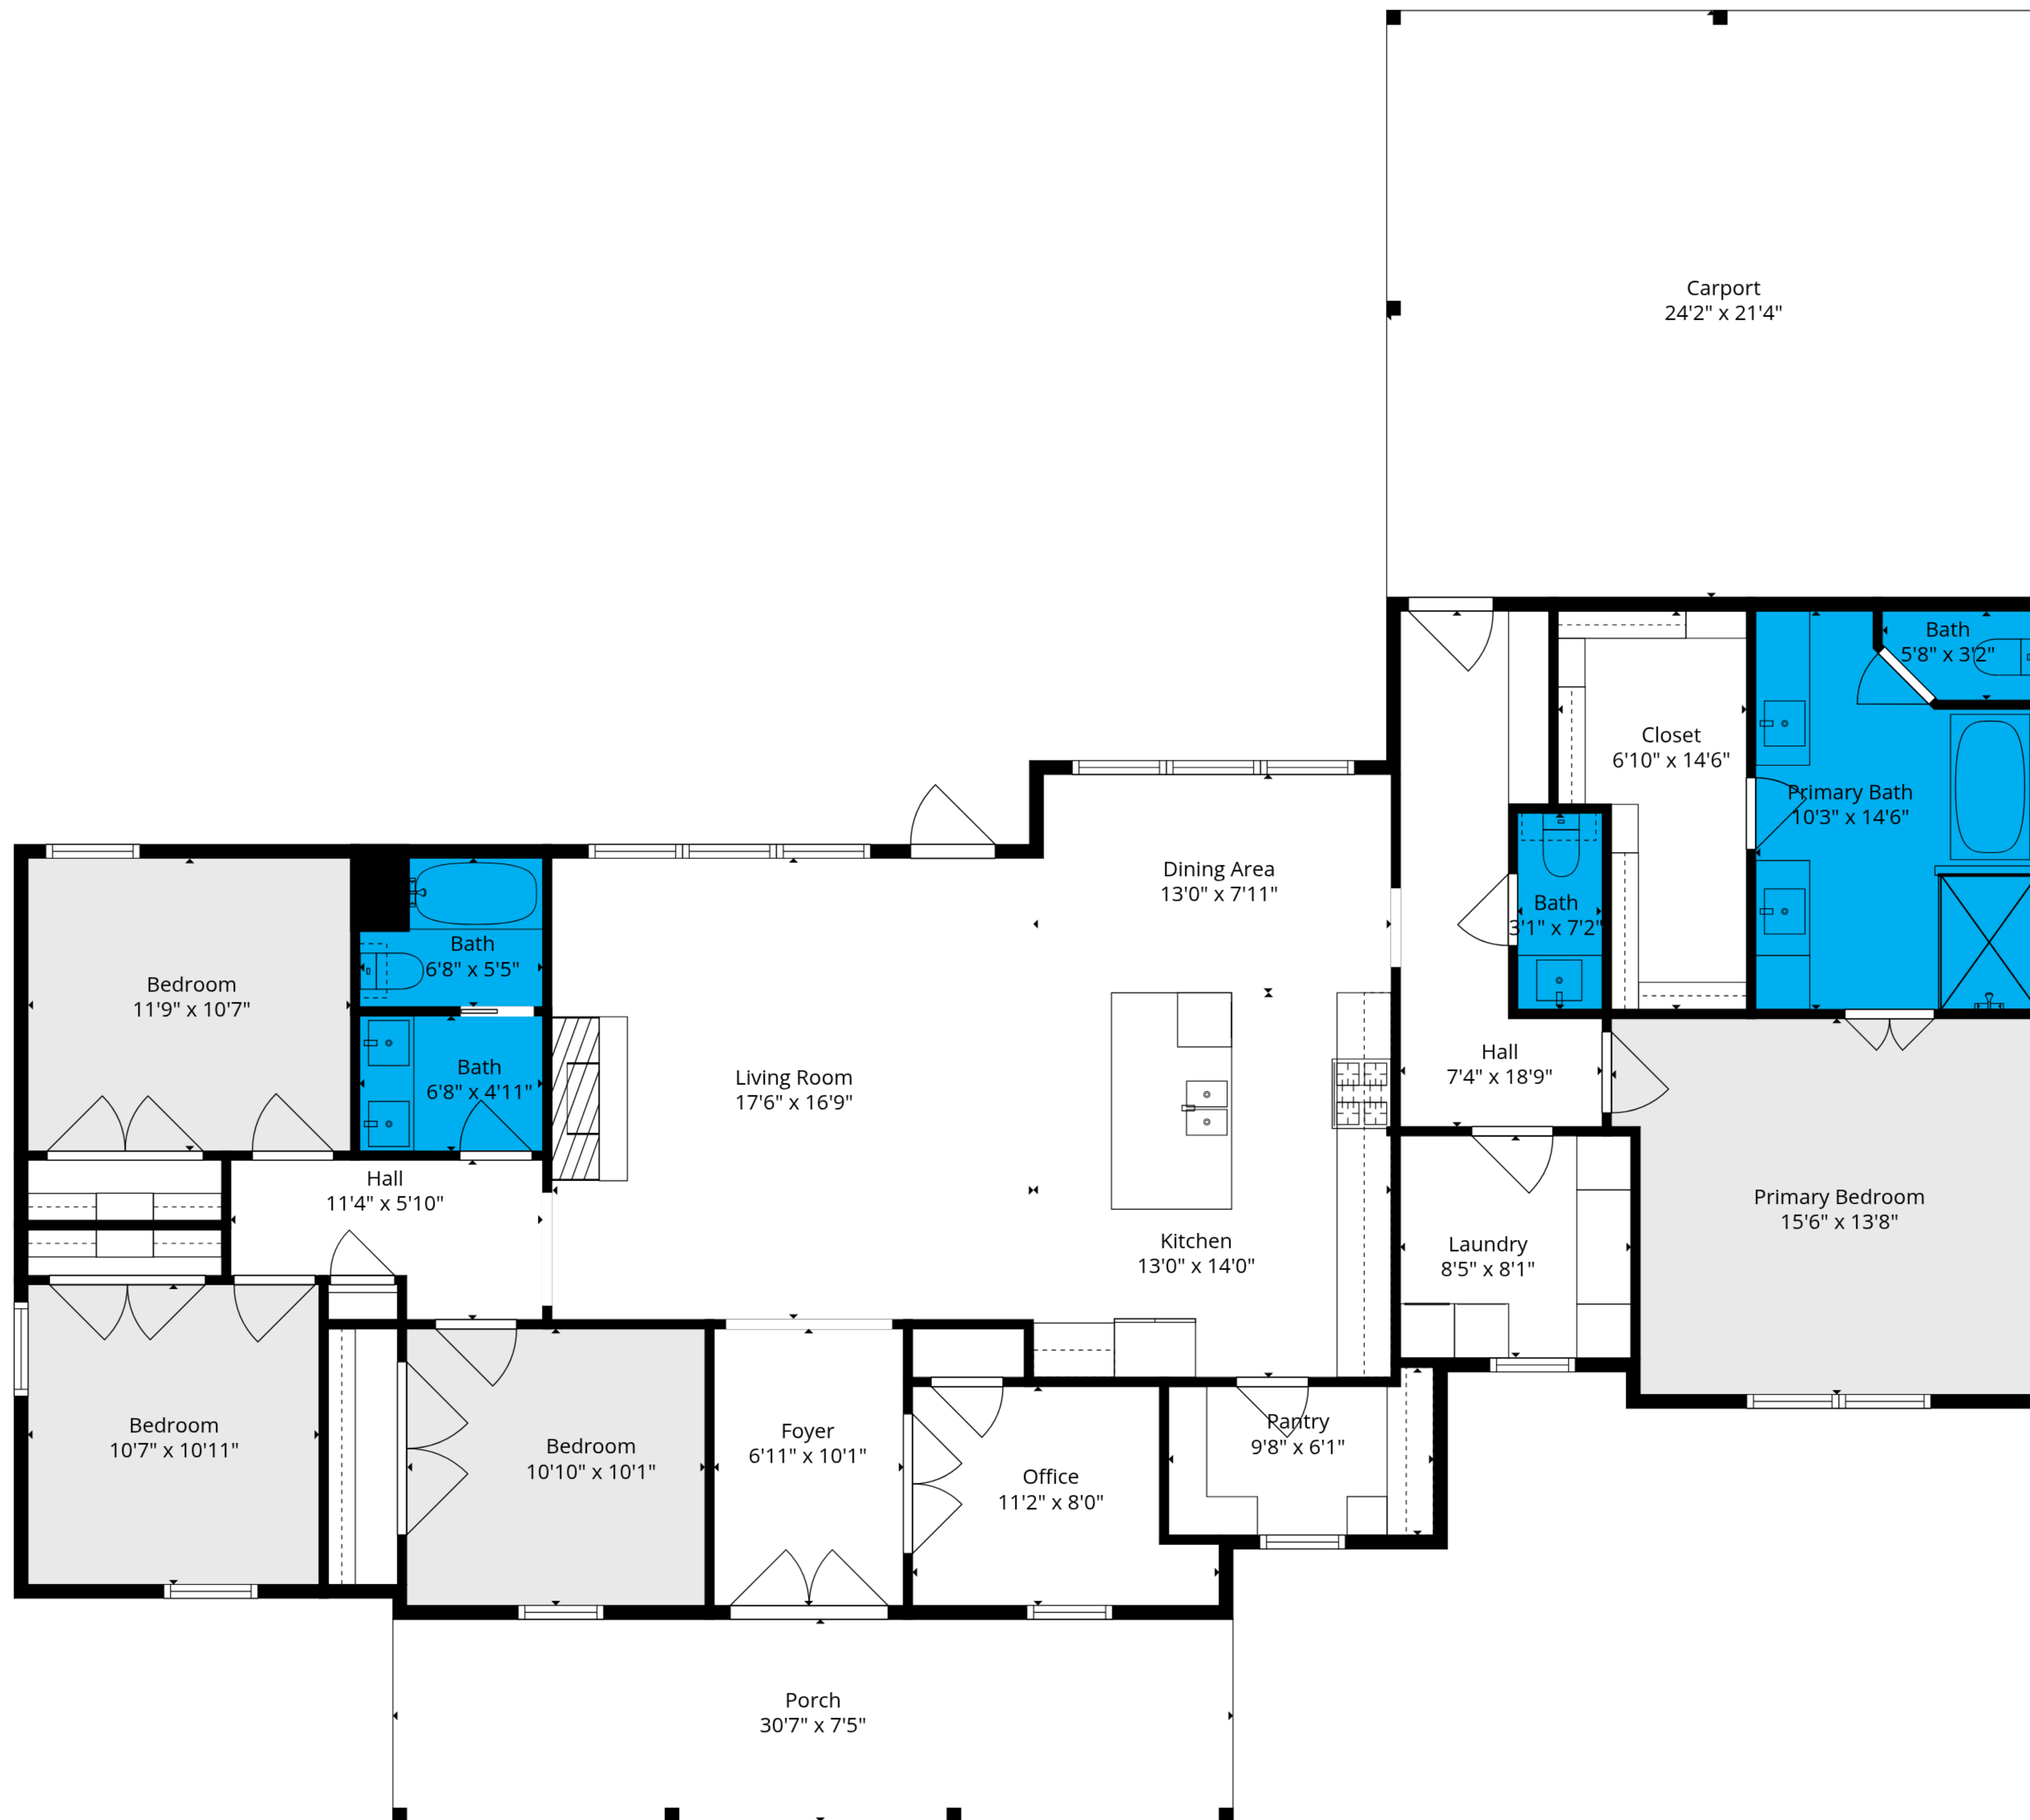 Carport
24'2" x 21'4"
Bath
5'8" x 3'2"
Closet
6'10" x 14'6"
Primary Bath
10'3" x 14'6"
Dining Area
13'0" x 7'11"
Bath
3'1" x 7'2"
Bath
6'8" x 5'5"
Bedroom
11'9" x 10'7"
Hall
7'4" x 18'9"
Bath
6'8" x 4'11"
Living Room
17'6" x 16'9"
Hall
11'4" x 5'10"
Primary Bedroom
15'6" x 13'8"
Kitchen
13'0" x 14'0"
Laundry
8'5" x 8'1"
Bedroom
10'7" x 10'11"
Pantry
9'8" x 6'1"
Foyer
6'11" x 10'1"
Bedroom
10'10" x 10'1"
Office
11'2" x 8'0"
Porch
30'7" x 7'5"